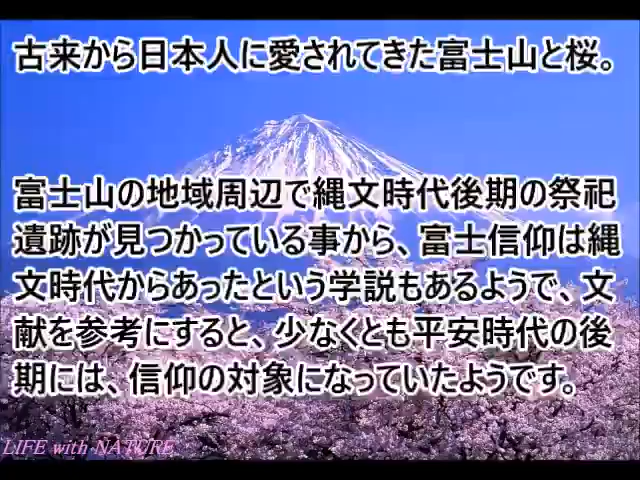 古来から日本人に愛されてきた富士山と桜。
富士山の地域周辺で縄文時代後期の祭祀
遺跡が見つかっている事から、富士信仰は縄
文時代からあったという学説もあるようで、文
献を参考にすると、少なくとも平安時代の後
期には、信仰の対象になっていたようです。
LIFE with NATURE